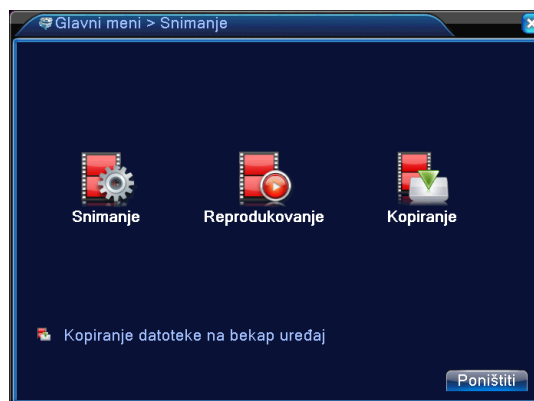 Glavni meni > Snimanje
Snimanje Reprodukovanje Kopiranje
Kopiranje datoteke na bekap uređaj
Poništiti